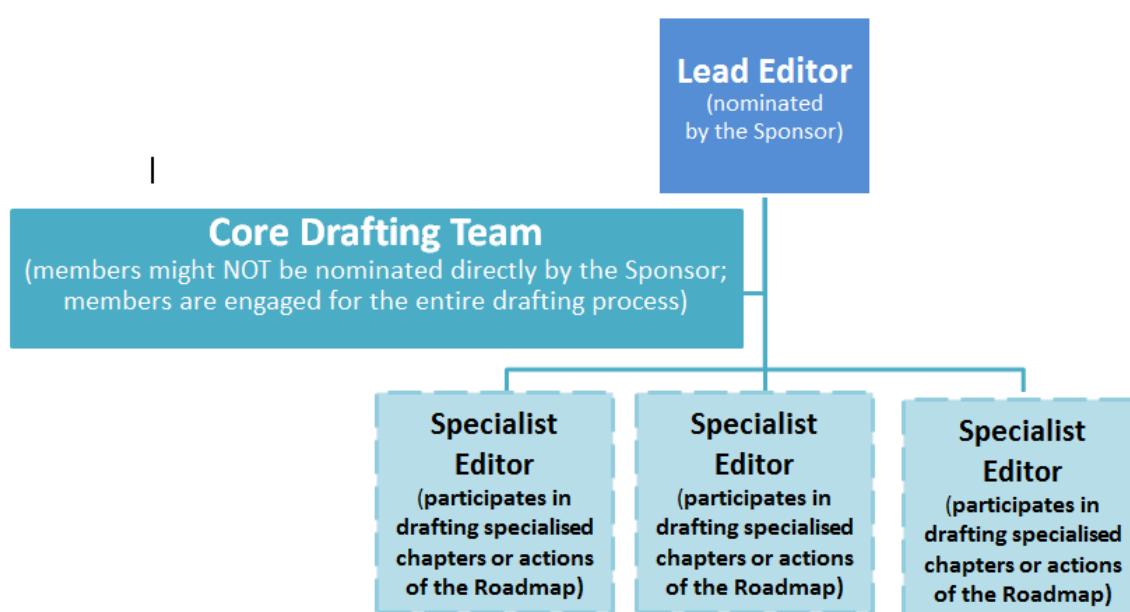 Lead Editor
(nominated
by the Sponsor)
Core Drafting Team
(members might NOT be nominated directly by the Sponsor;
members are engaged for the entire drafting process)
Specialist
Editor
(participates in
drafting specialised
chapters or actions
of the Roadmap)
Specialist
Editor
(participates in
drafting specialised
chapters or actions
of the Roadmap)
Specialist
Editor
(participates in
drafting specialised
chapters or actions
of the Roadmap)